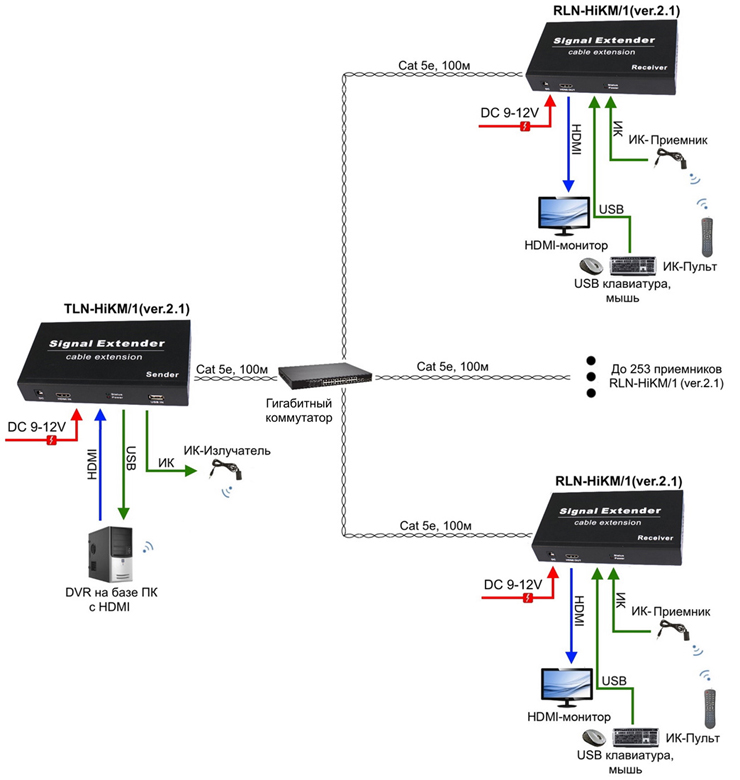 RLN-HiKM/1(ver.2.1)
Signal Extender
cable extension
Receiver
Cat 5e, 100м
DC 9-12V
HDMI
ИК
ИК- Приемник
USB
HDMI-монитор
ИК-Пульт
USB клавиатура,
мышь
TLN-HiKM/1(ver.2.1)
Signal Extender
cable extension
Sender
Cat 5e, 100м
Cat 5e, 100м
До 253 приемников
RLN-HiKM/1 (ver.2.1)
Гигабитный
коммутатор
DC 9-12V
HDMI
USB
ИК
ИК-Излучатель
DVR на базе ПК
с HDMI
RLN-HiKM/1(ver.2.1)
Signal Extender
cable extension
Receiver
Cat 5e, 100м
DC 9-12V
HDMI
ИК
ИК- Приемник
USB
HDMI-монитор
ИК-Пульт
USB клавиатура,
мышь